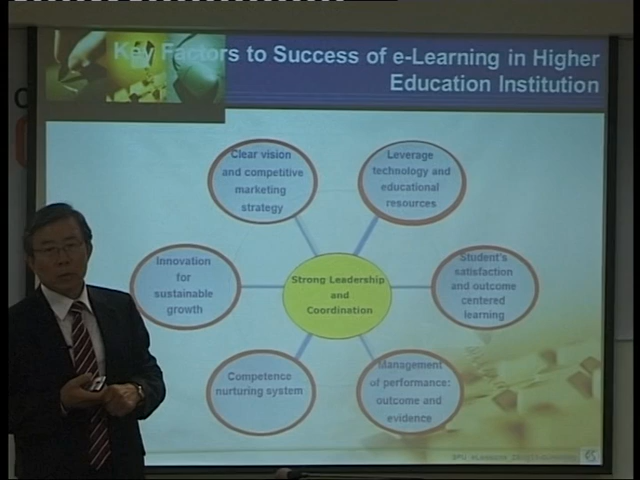 Key Factors to Success of e-Learning in Higher
Education Institution
Clear vision
and competitive
marketing
strategy
Leverage
technology and
educational
resources
Innovation
for
sustainable
growth
Strong Leadership
and
Coordination
Student's
satisfaction
and outcome
centered
learning
Competence
nurturing system
Management
of performance:
outcome and
evidence